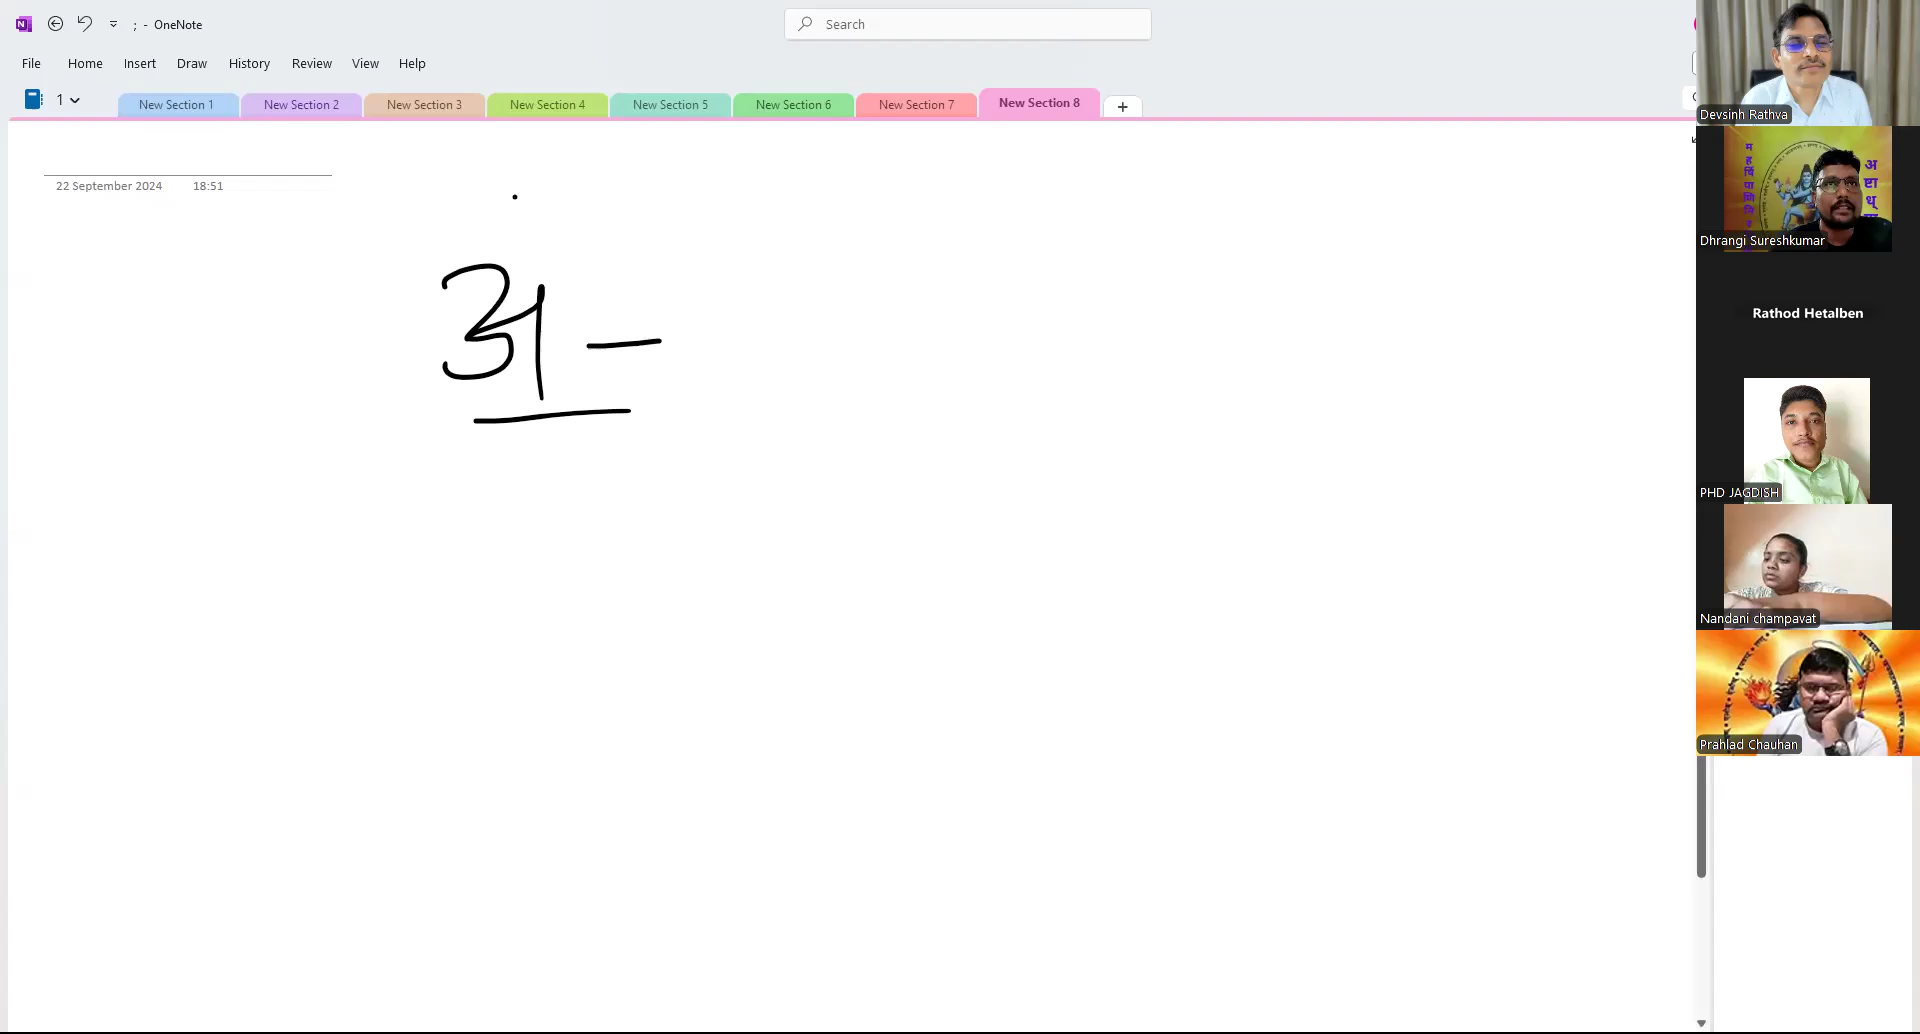 ; - OneNote
Search
File Home Insert Draw History Review View Help
1
New Section 1 New Section 2 New Section 3 New Section 4 New Section 5 New Section 6 New Section 7 New Section 8 +
22 September 2024 18:51
अ –
Devsinh Rathva
महर्षिपाणिनि
अष्टाध्
Dhrangi Sureshkumar
Rathod Hetalben
PHD JAGDISH
Nandani champavat
Prahlad Chauhan